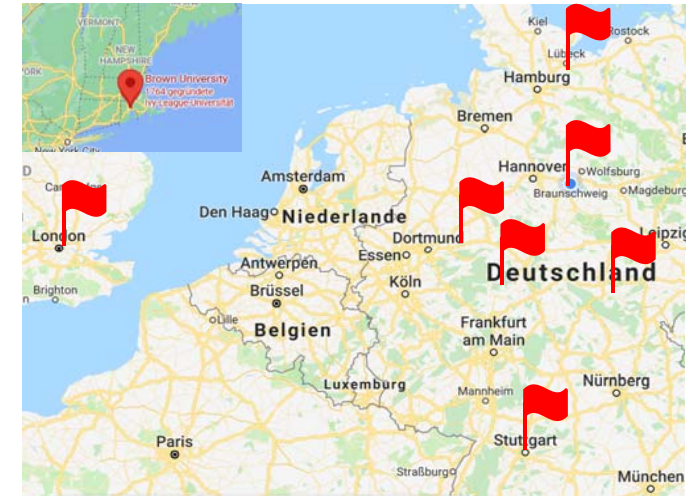 VERMONT
NEW
HAMPSHIRE
Brown University
1764 gegründete
Ivy League-Universität
New York City
Kiel
Rostock
Lübeck
Hamburg
Bremen
Amsterdam
Hannover
Wolfsburg
Braunschweig
Magdeburg
Den Haag
Niederlande
London
Dortmund
Leipzig
Antwerpen
Essen
Deutschland
Brüssel
Köln
Brighton
Lille
Belgien
Frankfurt
am Main
Luxemburg
Mannheim
Nürnberg
Paris
Stuttgart
Straßburg
München